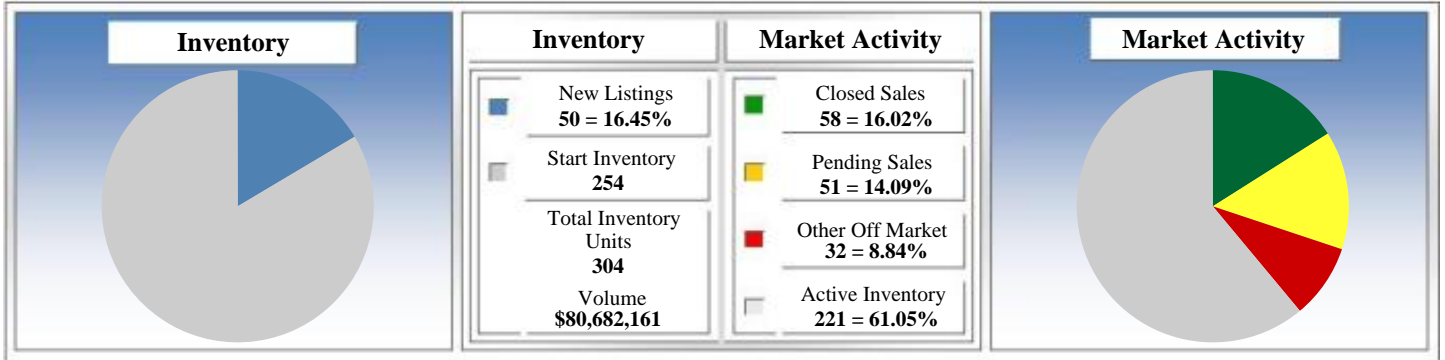 Inventory
Inventory
Market Activity
Market Activity
New Listings
50 = 16.45%
Start Inventory
254
Total Inventory
Units
304
Volume
$80,682,161
Closed Sales
58 = 16.02%
Pending Sales
51 = 14.09%
Other Off Market
32 = 8.84%
Active Inventory
221 = 61.05%